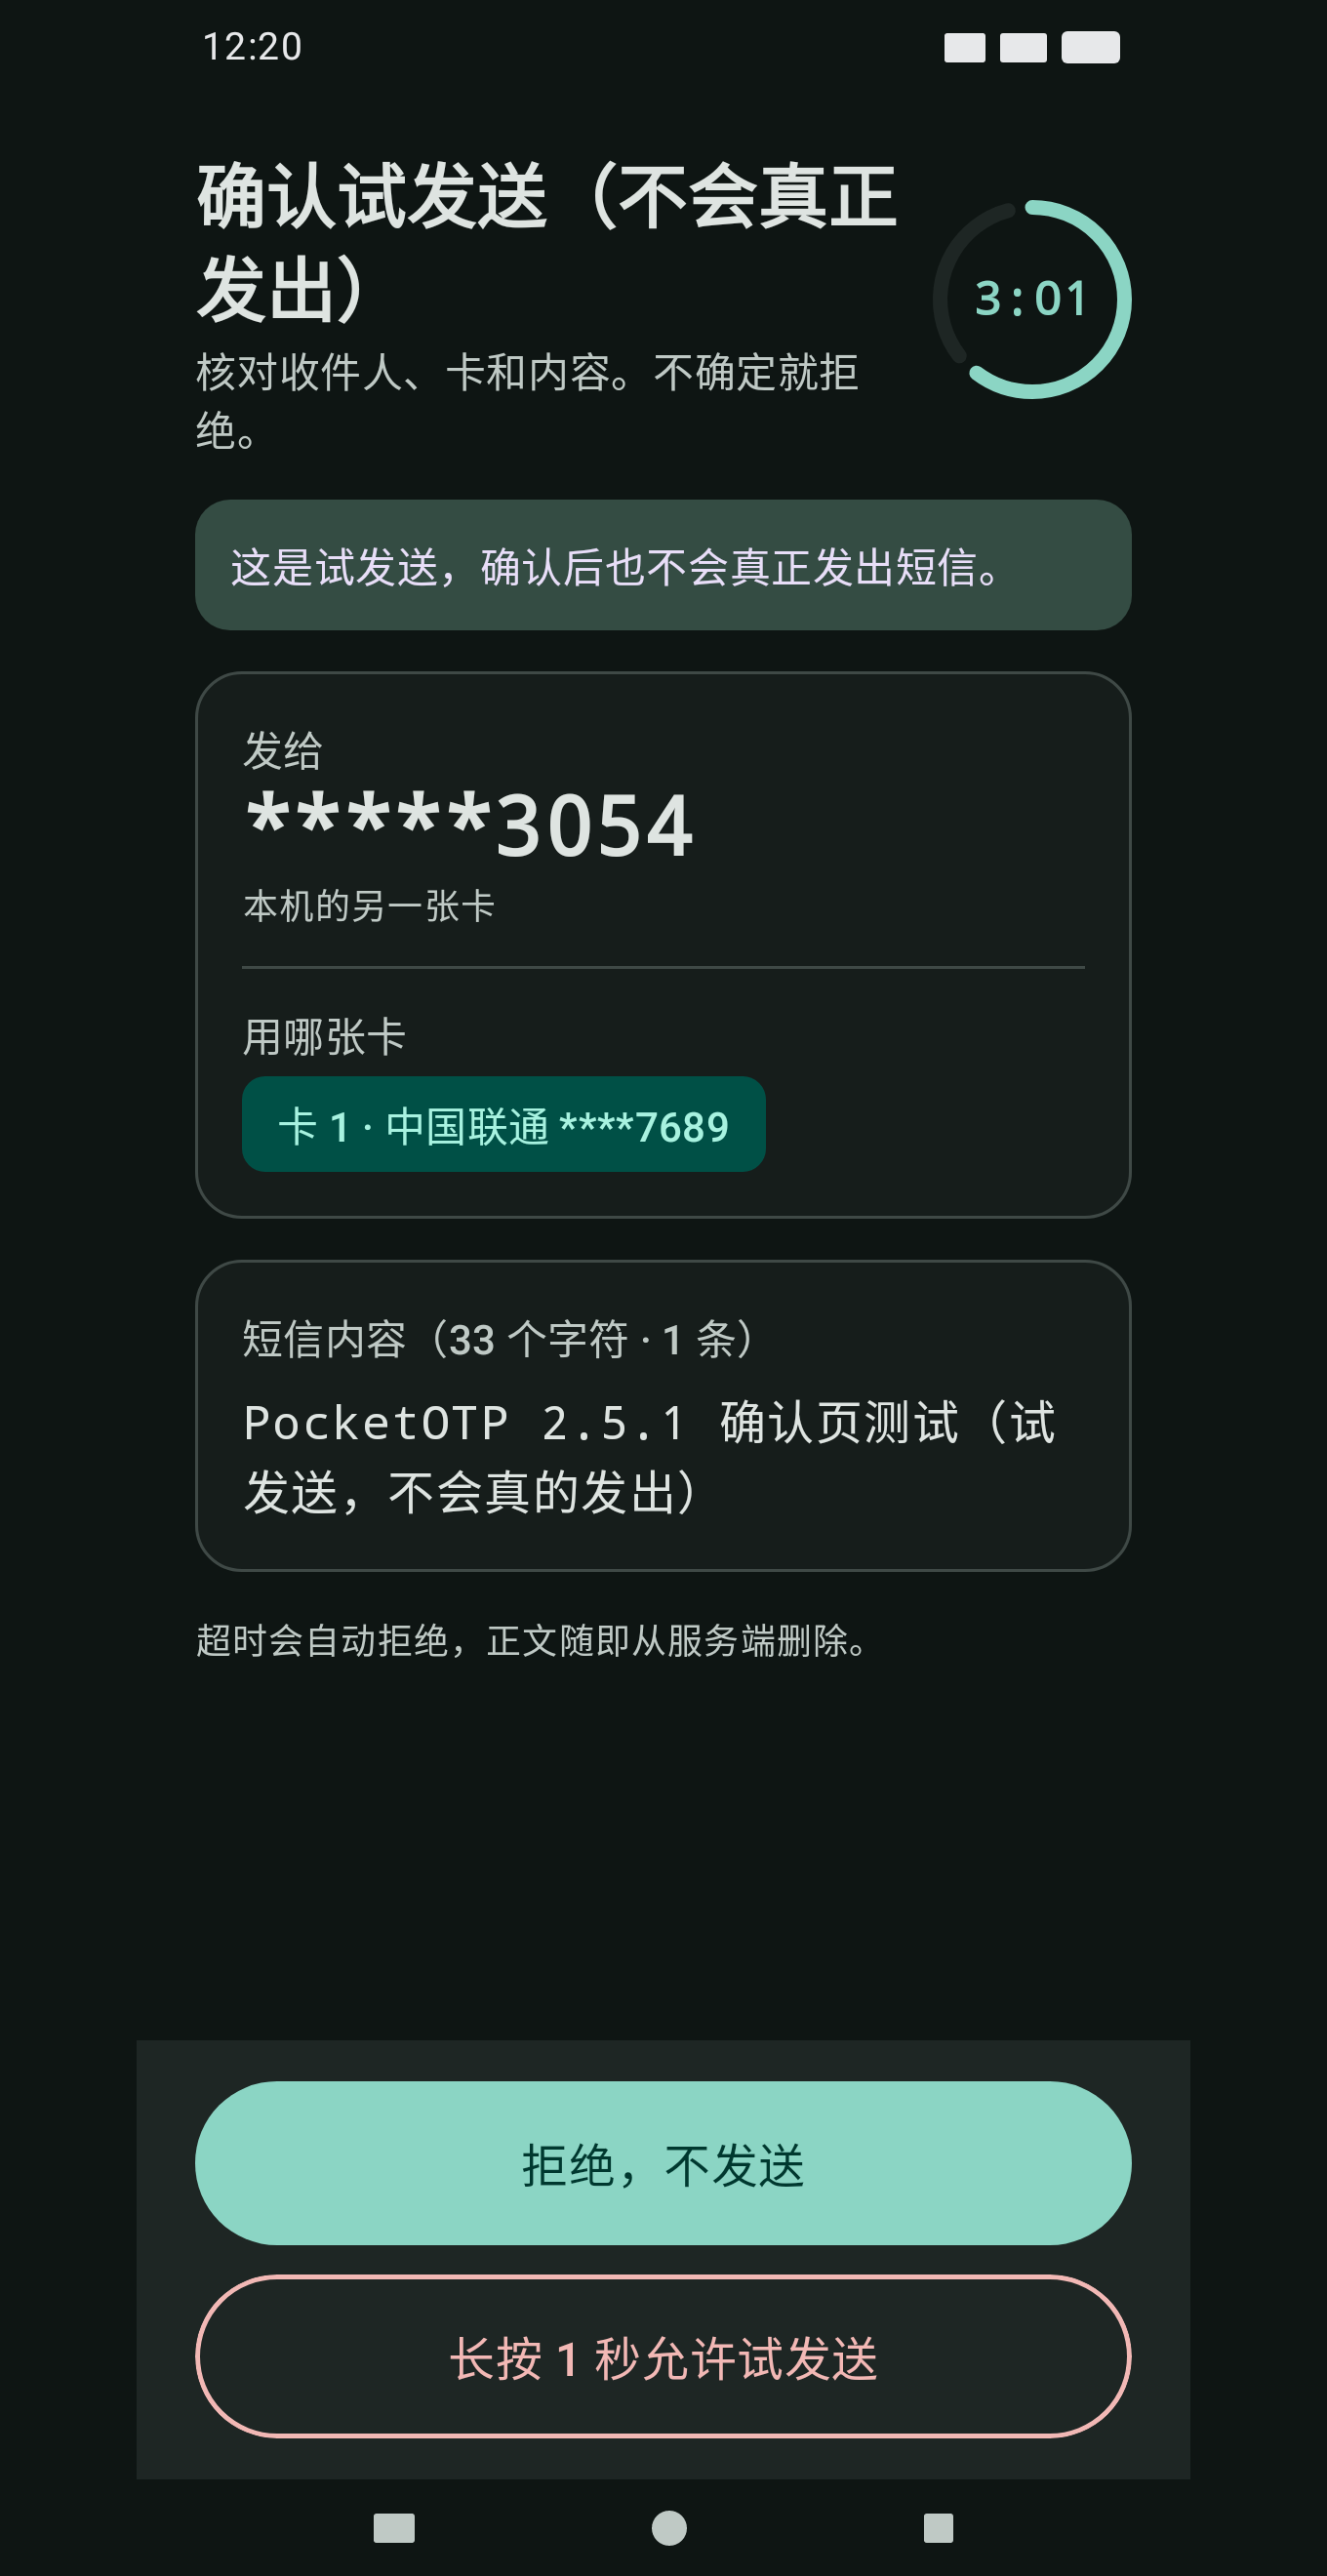 12:20
确认试发送（不会真正
发出）
3:01
核对收件人、卡和内容。不确定就拒
绝。
这是试发送，确认后也不会真正发出短信。
发给
*****3054
本机的另一张卡
用哪张卡
卡 1 · 中国联通 ****7689
短信内容（33 个字符 · 1 条）
PocketOTP 2.5.1 确认页测试（试
发送，不会真的发出）
超时会自动拒绝，正文随即从服务端删除。
拒绝，不发送
长按 1 秒允许试发送